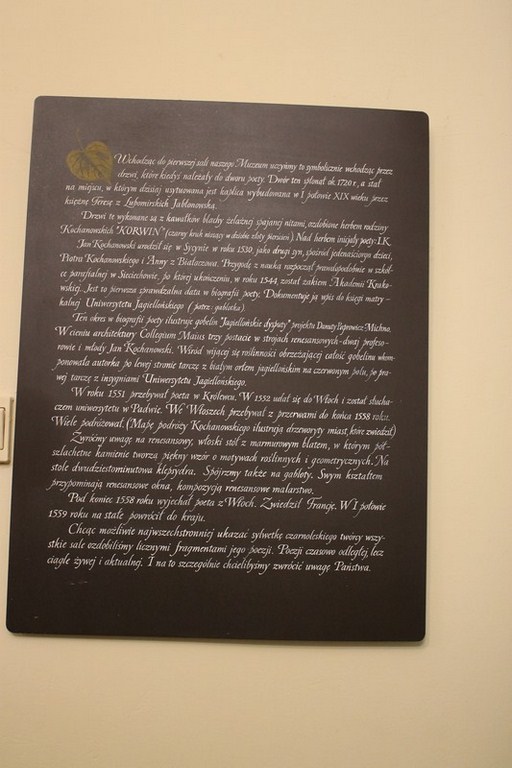 Wchodząc do pierwszej sali naszego Muzeum uczyńmy to symbolicznie wchodząc przez
drzwi, które kiedyś należały do dworu poety. Dwór ten spłonął ok. 1720 r., a stał
na miejscu, w którym dzisiaj usytuowana jest kaplica wybudowana w I połowie XIX wieku przez
księżnę Teresę z Lubomirskich Jabłonowską.
Drzwi te wykonane są z kawałków blachy żelaznej spajanej nitami, ozdobione herbem rodziny
Kochanowskich "KORWIN" (czarny kruk niosący w dziobie złoty pierścień.) Nad herbem inicjały poety: I.K.
Jan Kochanowski urodził się w Sycynie w roku 1530, jako drugi syn, spośród jedenaściorga dzieci,
Piotra Kochanowskiego i Anny z Białaczowa. Przygodę z nauką rozpoczął prawdopodobnie w szkół-
ce parafialnej w Sieciechowie, po której ukończeniu, w roku 1544, został żakiem Akademii Krako-
wskiej. Jest to pierwsza sprawdzalna data w biografii poety. Dokumentuje ją wpis do księgi matry-
kalnej Uniwersytetu Jagiellońskiego (patrz: gablotka).
Ten okres w biografii poety ilustruje gobelin "Jagiellońskie dysputy" projektu Danuty Paprowicz-Michno.
W cieniu architektury Collegium Maius trzy postacie w strojach renesansowych - dwaj profeso-
rowie i młody Jan Kochanowski. Wśród wijącej się roślinności obrzeżającej całość gobelinu wkom-
ponowała autorka po lewej stronie tarczę z białym orłem jagiellońskim na czerwonym polu, po pra-
wej tarczę z insygniami Uniwersytetu Jagiellońskiego.
W roku 1551 przebywał poeta w Królewcu. W 1552 udał się do Włoch i został słucha-
czem uniwersytetu w Padwie. We Włoszech przebywał z przerwami do końca 1558 roku.
Wiele podróżował. (Mapę podróży Kochanowskiego ilustrują drzeworyty miast, które zwiedził)
Zwróćmy uwagę na renesansowy, włoski stół z marmurowym blatem, w którym pół-
szlachetne kamienie tworzą piękny wzór o motywach roślinnych i geometrycznych. Na
stole dwudziestominutowa klepsydra. Spójrzmy także na gabloty. Swym kształtem
przypominają renesansowe okna, kompozycją renesansowe malarstwo.
Pod koniec 1558 roku wyjechał poeta z Włoch. Zwiedził Francję. W I połowie
1559 roku na stałe powrócił do kraju.
Chcąc możliwie najwszechstronniej ukazać sylwetkę czarnoleskiego twórcy wszy-
stkie sale ozdobiliśmy licznymi fragmentami jego poezji. Poezji czasowo odległej, lecz
ciągle żywej i aktualnej. I na to szczególnie chcielibyśmy zwrócić uwagę Państwa.